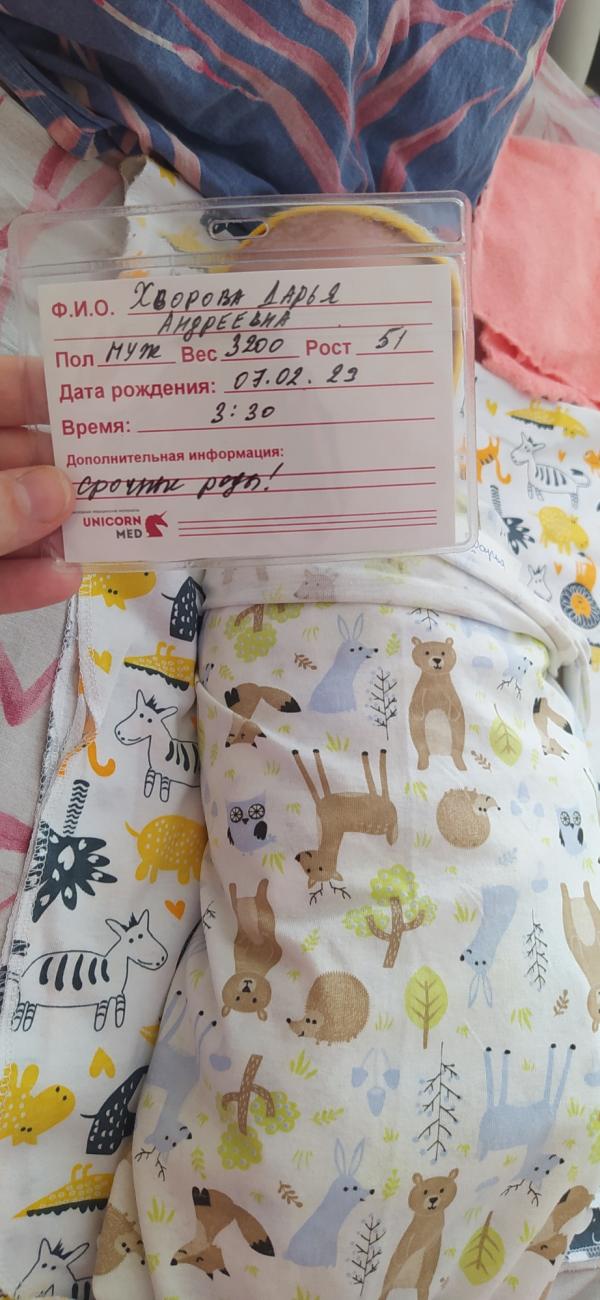 Ф.И.О. Хворова Дарья
Андреевна
Пол муж Вес 3200 Рост 51
Дата рождения: 07.02.23
Время: 3:30
Дополнительная информация:
срочные роды!
UNICORN
MED